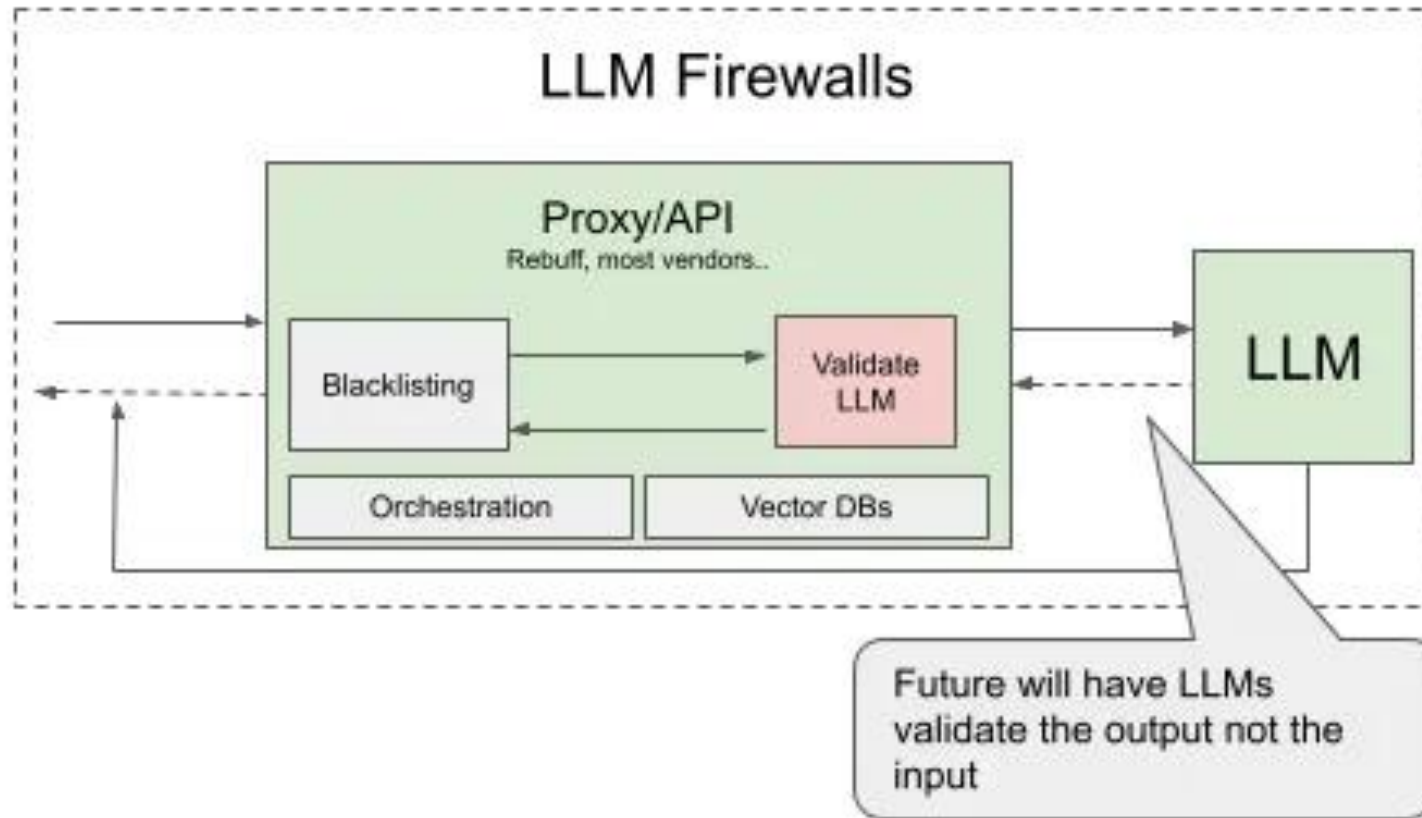 LLM Firewalls
Proxy/API
Rebuff, most vendors..
Blacklisting
Validate
LLM
LLM
Orchestration
Vector DBs
Future will have LLMs
validate the output not the
input